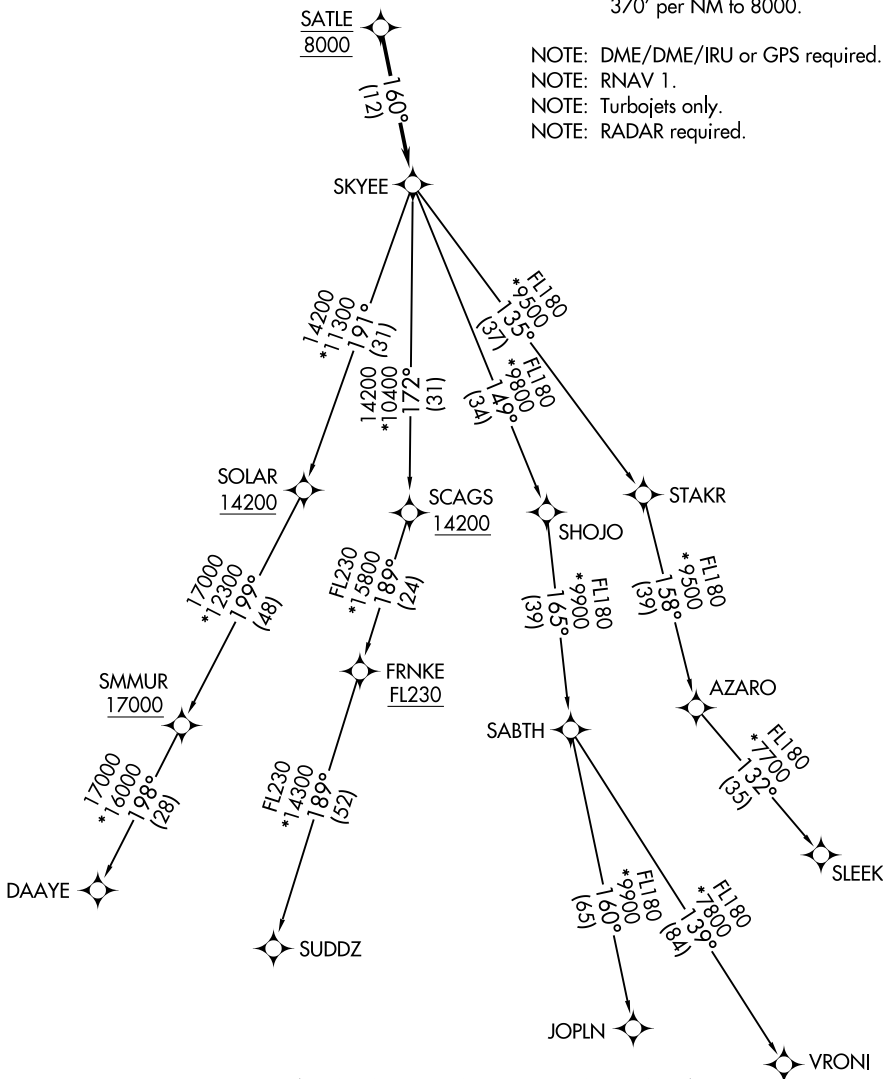 370' per NM to 8000.
SATLE
8000
NOTE: DME/DME/IRU or GPS required.
NOTE: RNAV 1.
NOTE: Turbojets only.
NOTE: RADAR required.
160°
(12)
SKYEE
14200
*11300
191°
(31)
14200
*10400
172°
(31)
FL180
*9800
149°
(34)
FL180
*9500
135°
(37)
SOLAR
14200
SCAGS
14200
SHOJO
STAKR
17000
*12300
199°
(48)
FL230
*15800
189°
(24)
FL180
*9900
165°
(39)
FL180
*9500
158°
(39)
SMMUR
17000
FRNKE
FL230
SABTH
AZARO
17000
*16000
198°
(28)
FL230
*14300
189°
(52)
FL180
*9900
160°
(65)
FL180
*7800
139°
(84)
FL180
*7700
132°
(35)
DAAYE
SUDDZ
SLEEK
JOPLN
VRONI